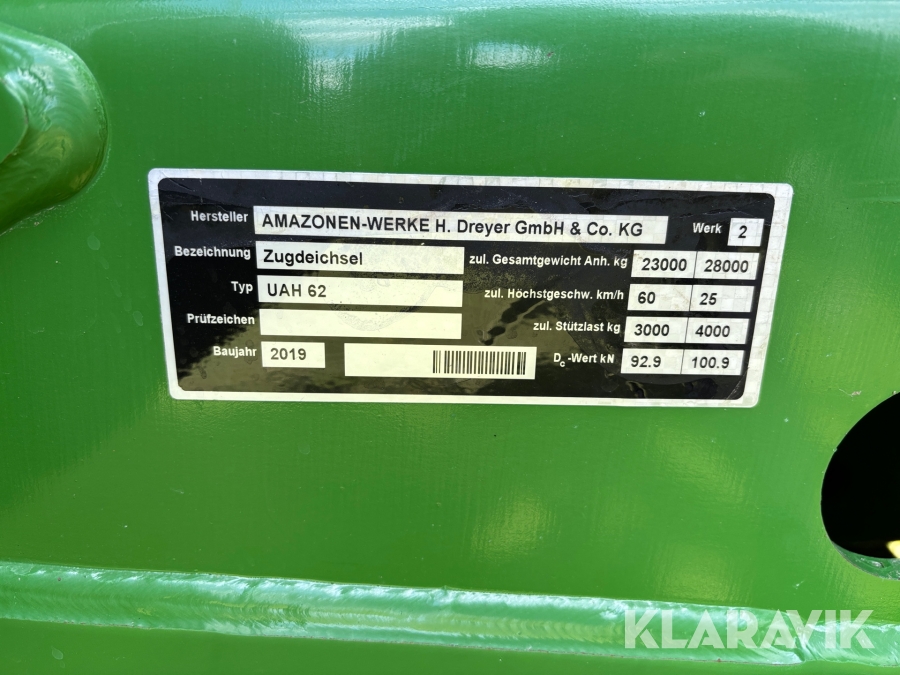 Hersteller AMAZONEN-WERKE H. Dreyer GmbH & Co. KG Werk 2
Bezeichnung Zugdeichsel zul. Gesamtgewicht Anh. kg 23000 28000
Typ UAH 62 zul. Höchstgeschw. km/h 60 25
Prüfzeichen zul. Stützlast kg 3000 4000
Baujahr 2019 Dc-Wert kN 92.9 100.9
KLARAVIK